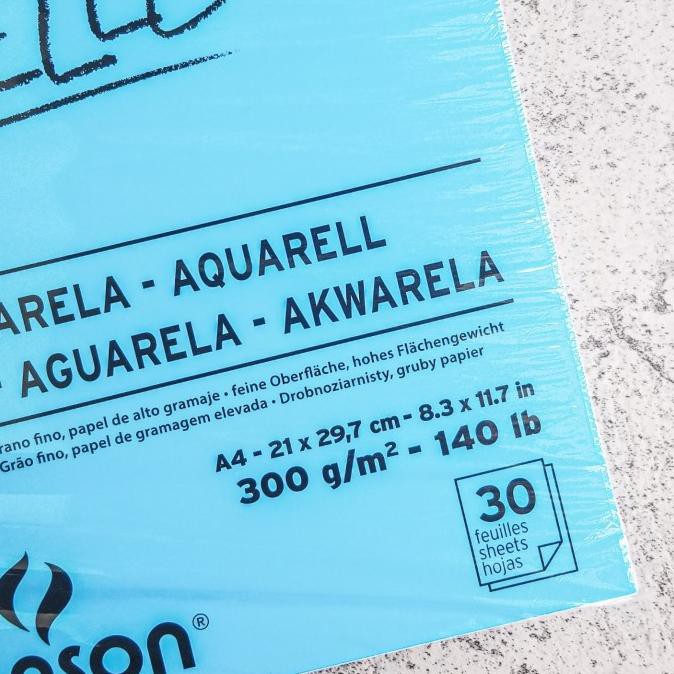 ARELA - AQUARELL
- AGUARELA - AKWARELA
rano fino, papel de alto gramaje • feine Oberfläche, hohes Flächengewicht
Grão fino, papel de gramagem elevada • Drobnoziarnisty, gruby papier
A4 - 21 x 29,7 cm - 8.3 x 11.7 in
300 g/m² - 140 lb
30
feuilles
sheets
hojas
nson®